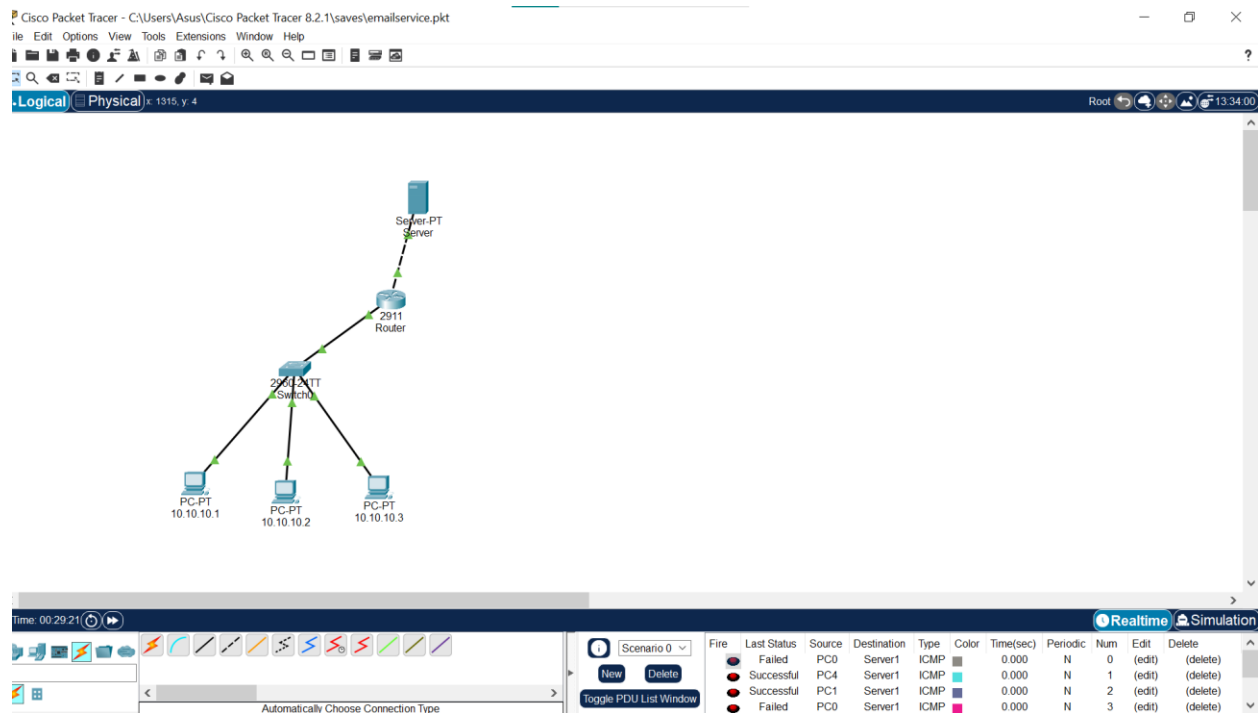 Cisco Packet Tracer - C:\Users\Asus\Cisco Packet Tracer 8.2.1\saves\emailservice.pkt
ile Edit Options View Tools Extensions Window Help
?
Logical Physical x: 1315, y: 4 Root 13:34:00
Server-PT
Server
2911
Router
2960-24TT
Switch0
PC-PT
10.10.10.1
PC-PT
10.10.10.2
PC-PT
10.10.10.3
Time: 00:29:21 Realtime Simulation
Scenario 0
New Delete
Toggle PDU List Window
Automatically Choose Connection Type
Fire Last Status Source Destination Type Color Time(sec) Periodic Num Edit Delete
Failed PC0 Server1 ICMP 0.000 N 0 (edit) (delete)
Successful PC4 Server1 ICMP 0.000 N 1 (edit) (delete)
Successful PC1 Server1 ICMP 0.000 N 2 (edit) (delete)
Failed PC0 Server1 ICMP 0.000 N 3 (edit) (delete)